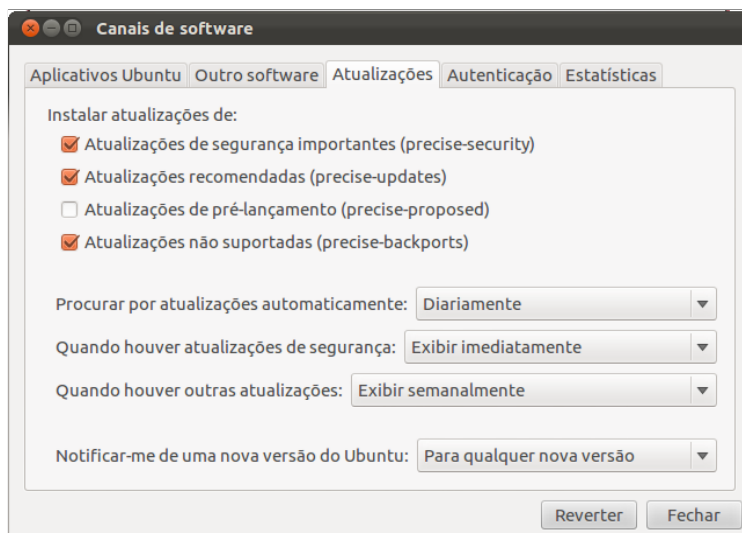 Canais de software
Aplicativos Ubuntu Outro software Atualizações Autenticação Estatísticas
Instalar atualizações de:
Atualizações de segurança importantes (precise-security)
Atualizações recomendadas (precise-updates)
Atualizações de pré-lançamento (precise-proposed)
Atualizações não suportadas (precise-backports)
Procurar por atualizações automaticamente: Diariamente
Quando houver atualizações de segurança: Exibir imediatamente
Quando houver outras atualizações: Exibir semanalmente
Notificar-me de uma nova versão do Ubuntu: Para qualquer nova versão
Reverter Fechar